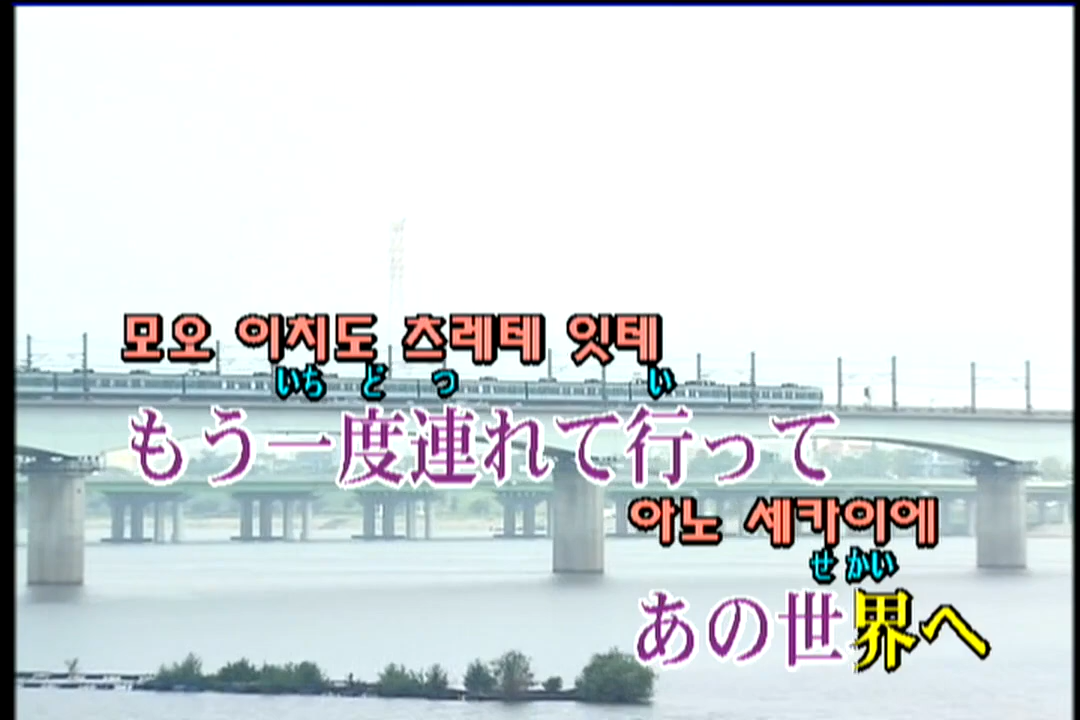 모오 이치도 츠레테 잇테
いち ど つ い
もう一度連れて行って
아노 세카이에
せ かい
あの世界へ